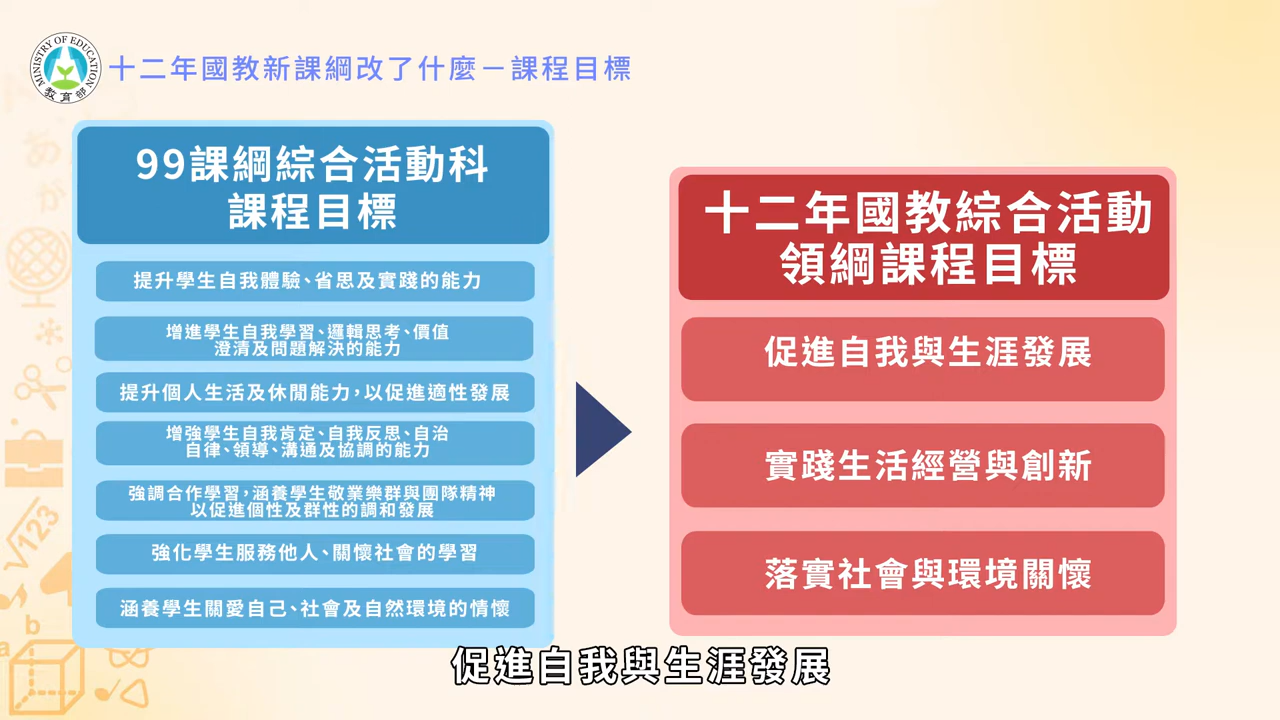 MINISTRY OF EDUCATION
教育部
十二年國教新課綱改了什麼－課程目標
99課綱綜合活動科
課程目標
提升學生自我體驗、省思及實踐的能力
增進學生自我學習、邏輯思考、價值
澄清及問題解決的能力
提升個人生活及休閒能力，以促進適性發展
增強學生自我肯定、自我反思、自治
自律、領導、溝通及協調的能力
強調合作學習，涵養學生敬業樂群與團隊精神
以促進個性及群性的調和發展
強化學生服務他人、關懷社會的學習
涵養學生關愛自己、社會及自然環境的情懷
十二年國教綜合活動
領綱課程目標
促進自我與生涯發展
實踐生活經營與創新
落實社會與環境關懷
促進自我與生涯發展
あ
か
√123
a
b